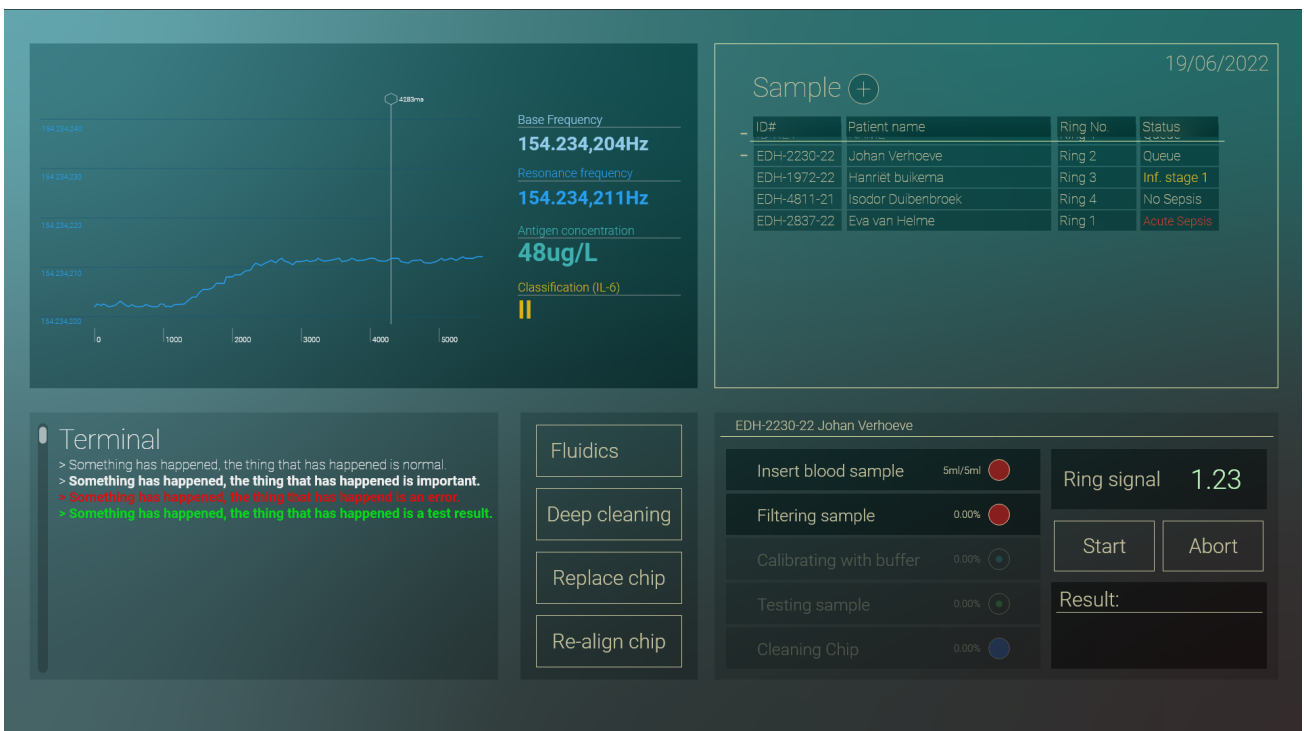 4283ms
154.234,240
154.234,230
154.234,220
154.234,210
154.234,200
0 1000 2000 3000 4000 5000
Base Frequency
154.234,204Hz
Resonance frequency
154.234,211Hz
Antigen concentration
48ug/L
Classification (IL-6)
II
19/06/2022
Sample +
ID# Patient name Ring No. Status
EDH-2230-22 Johan Verhoeve Ring 2 Queue
EDH-1972-22 Hanriët buikema Ring 3 Inf. stage 1
EDH-4811-21 Isodor Duibenbroek Ring 4 No Sepsis
EDH-2837-22 Eva van Helme Ring 1 Acute Sepsis
Terminal
> Something has happened, the thing that has happened is normal.
> Something has happened, the thing that has happened is important.
> Something has happened, the thing that has happend is an error.
> Something has happened, the thing that has happened is a test result.
Fluidics
Deep cleaning
Replace chip
Re-align chip
EDH-2230-22 Johan Verhoeve
Insert blood sample 5ml/5ml
Filtering sample 0.00%
Calibrating with buffer 0.00%
Testing sample 0.00%
Cleaning Chip 0.00%
Ring signal 1.23
Start Abort
Result: